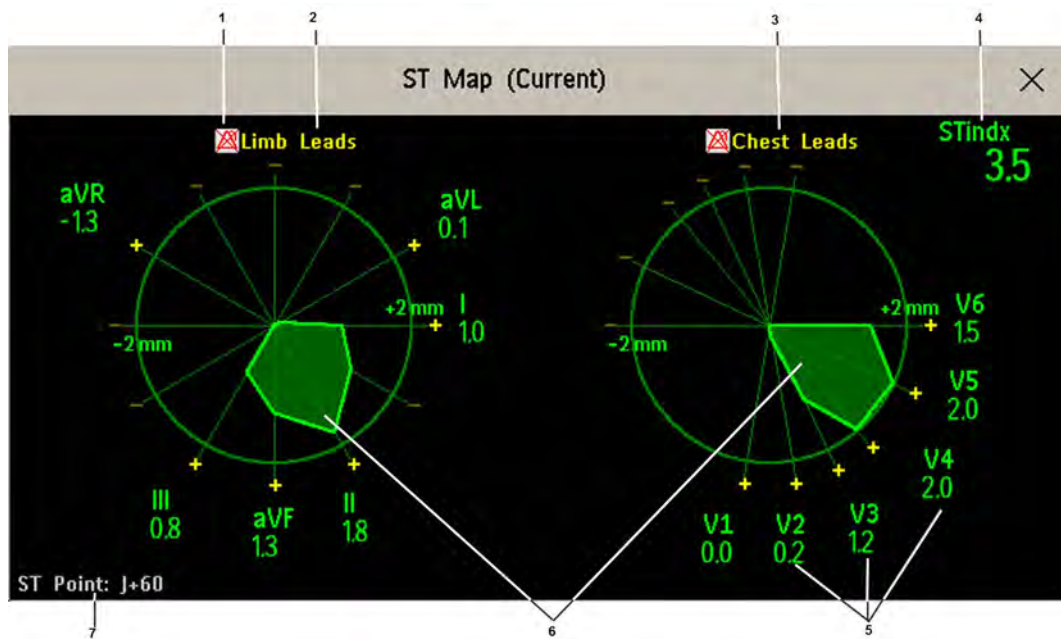 1 2 3 4
ST Map (Current)
Limb Leads
Chest Leads
STindx
3.5
aVR
-1.3
aVL
0.1
+2 mm
I
1.0
-2 mm
III
0.8
aVF
1.3
II
1.8
+2 mm
V6
1.5
-2 mm
V5
2.0
V4
2.0
V1
0.0
V2
0.2
V3
1.2
ST Point: J+60
7 6 5